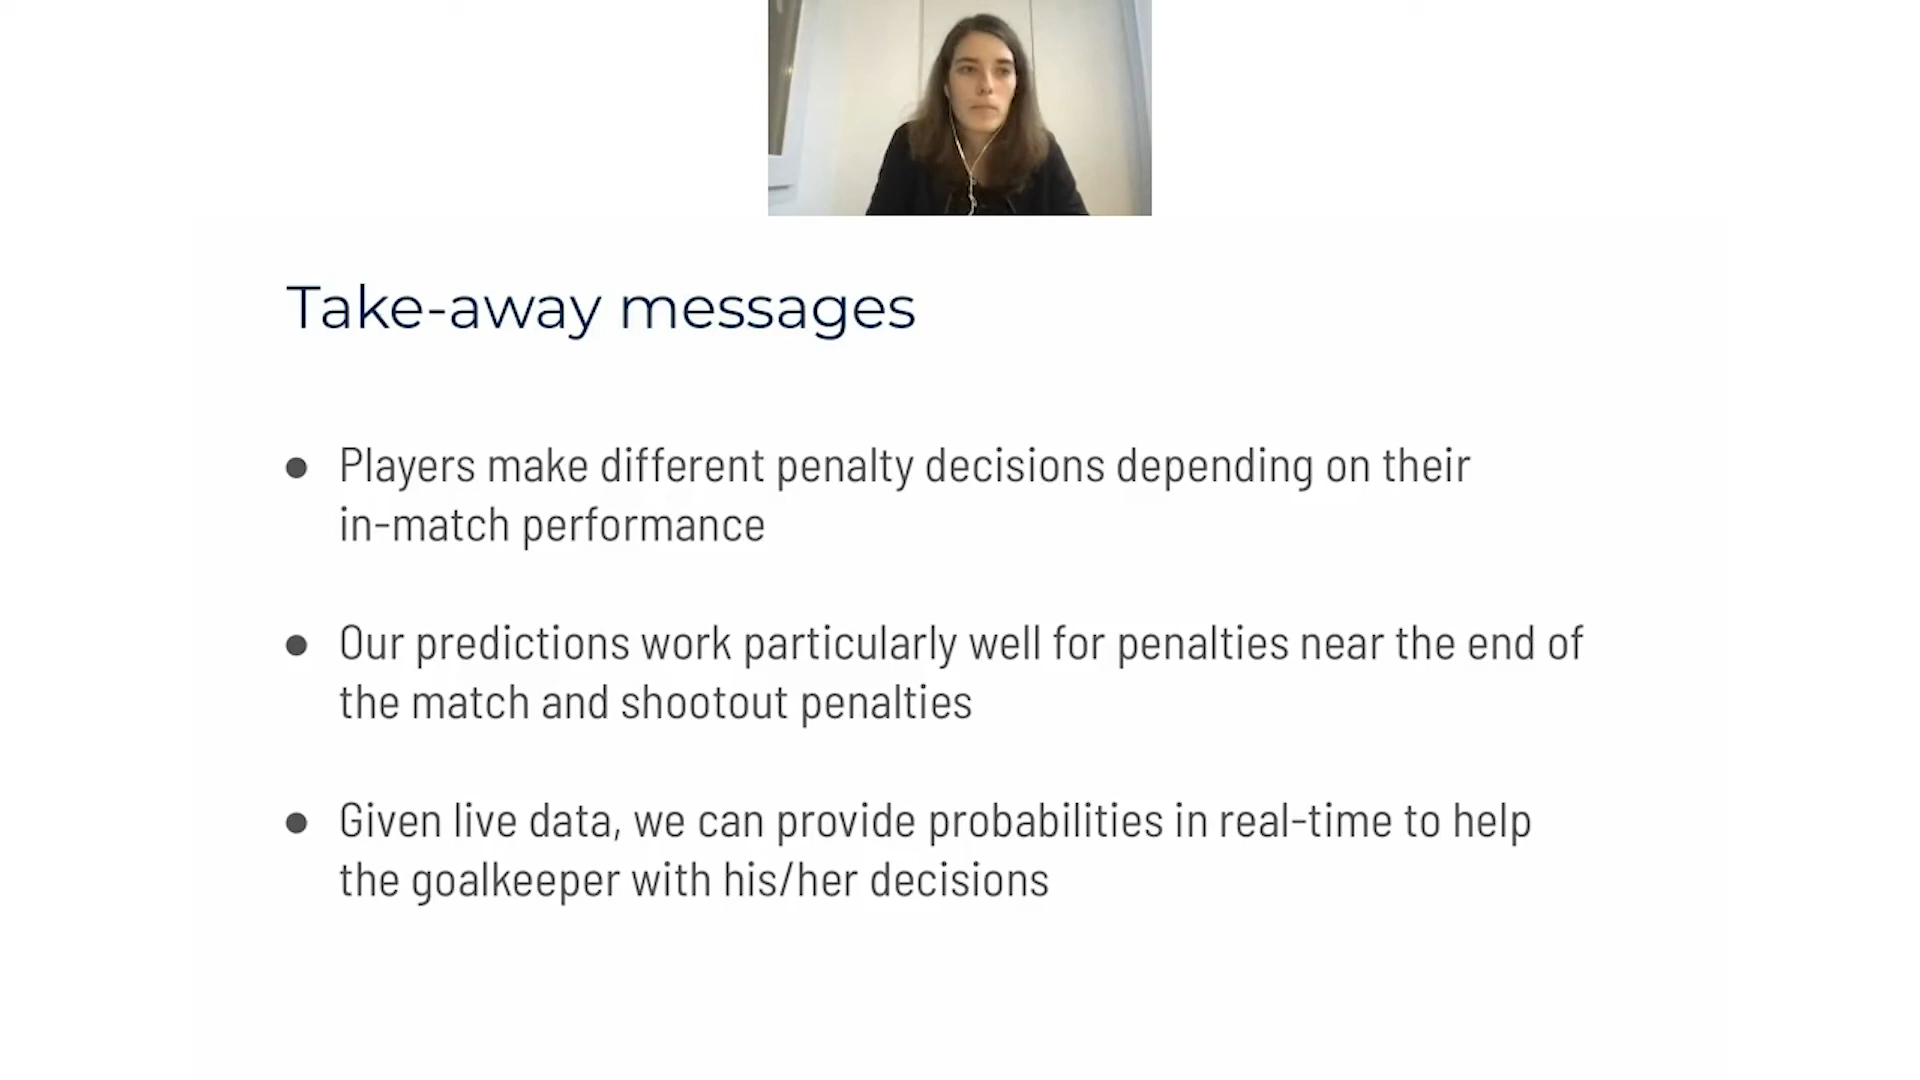 Take-away messages
● Players make different penalty decisions depending on their
in-match performance
● Our predictions work particularly well for penalties near the end of
the match and shootout penalties
● Given live data, we can provide probabilities in real-time to help
the goalkeeper with his/her decisions